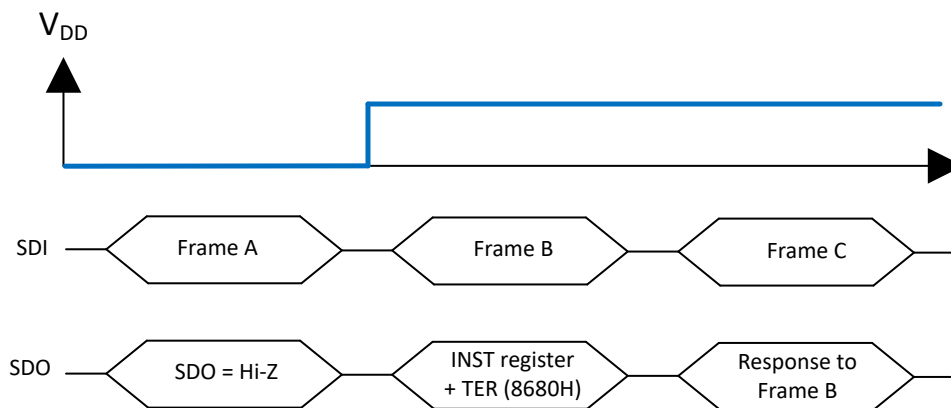 VDD
SDI
Frame A
Frame B
Frame C
SDO
SDO = Hi-Z
INST register
+ TER (8680H)
Response to
Frame B